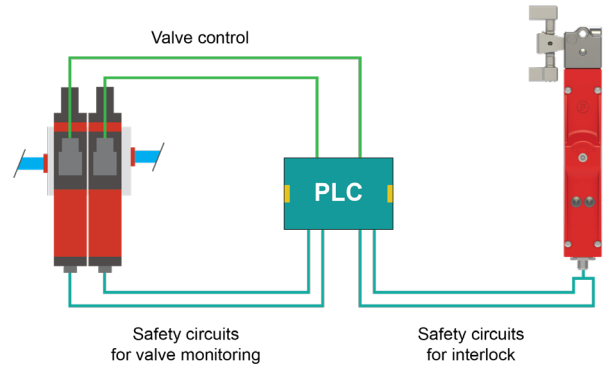 Valve control
PLC
Safety circuits
for valve monitoring
Safety circuits
for interlock